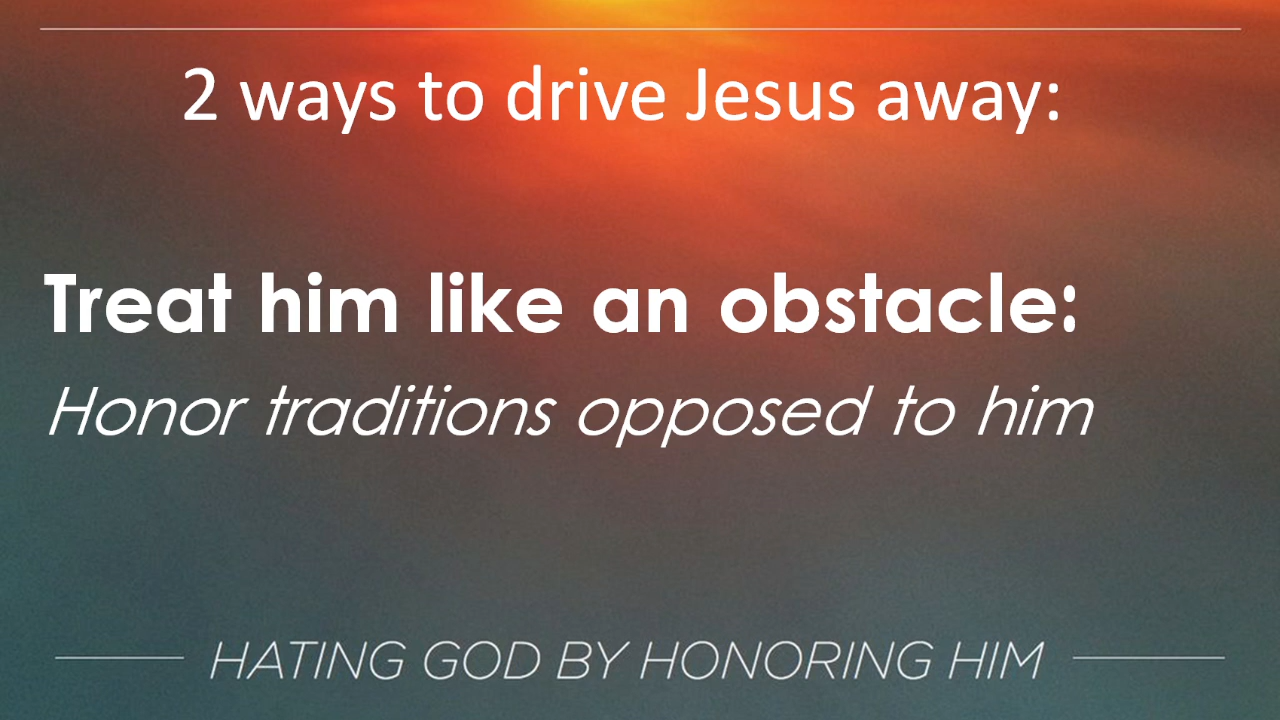 2 ways to drive Jesus away:
Treat him like an obstacle:
Honor traditions opposed to him
HATING GOD BY HONORING HIM